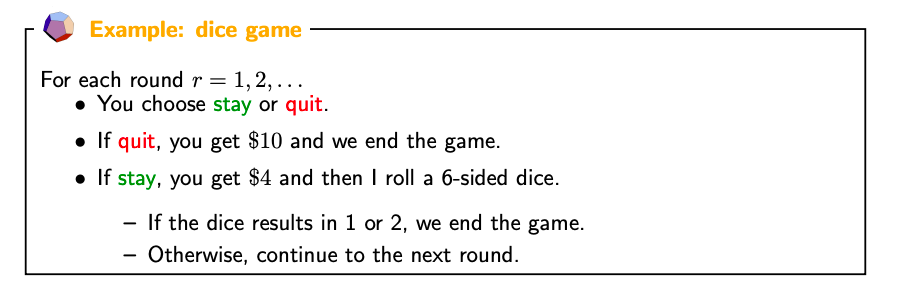 Example: dice game
For each round r = 1, 2, . . .
• You choose stay or quit.
• If quit, you get $10 and we end the game.
• If stay, you get $4 and then I roll a 6-sided dice.
– If the dice results in 1 or 2, we end the game.
– Otherwise, continue to the next round.